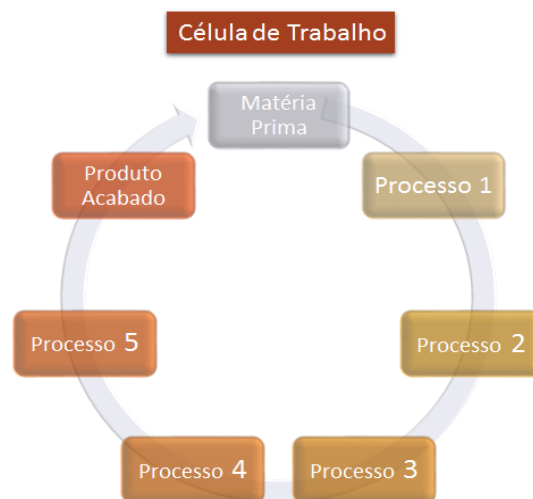 Célula de Trabalho
Matéria
Prima
Processo 1
Processo 2
Processo 3
Processo 4
Processo 5
Produto
Acabado